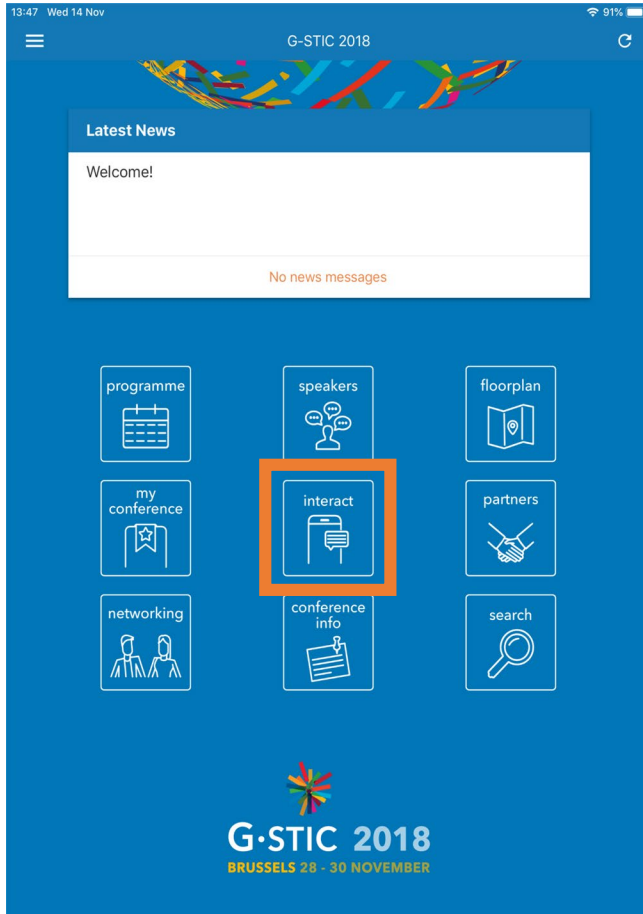 13:47 Wed 14 Nov 91%
G-STIC 2018
Latest News
Welcome!
No news messages
programme
speakers
floorplan
my
conference
interact
partners
networking
conference
info
search
G·STIC 2018
BRUSSELS 28 - 30 NOVEMBER